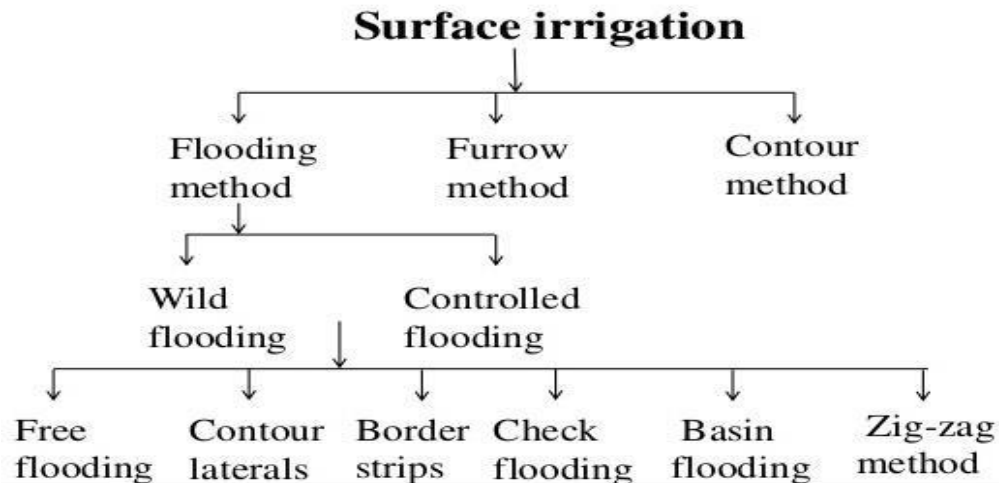 Surface irrigation
Flooding
method
Furrow
method
Contour
method
Wild
flooding
Controlled
flooding
Free
flooding
Contour
laterals
Border
strips
Check
flooding
Basin
flooding
Zig-zag
method